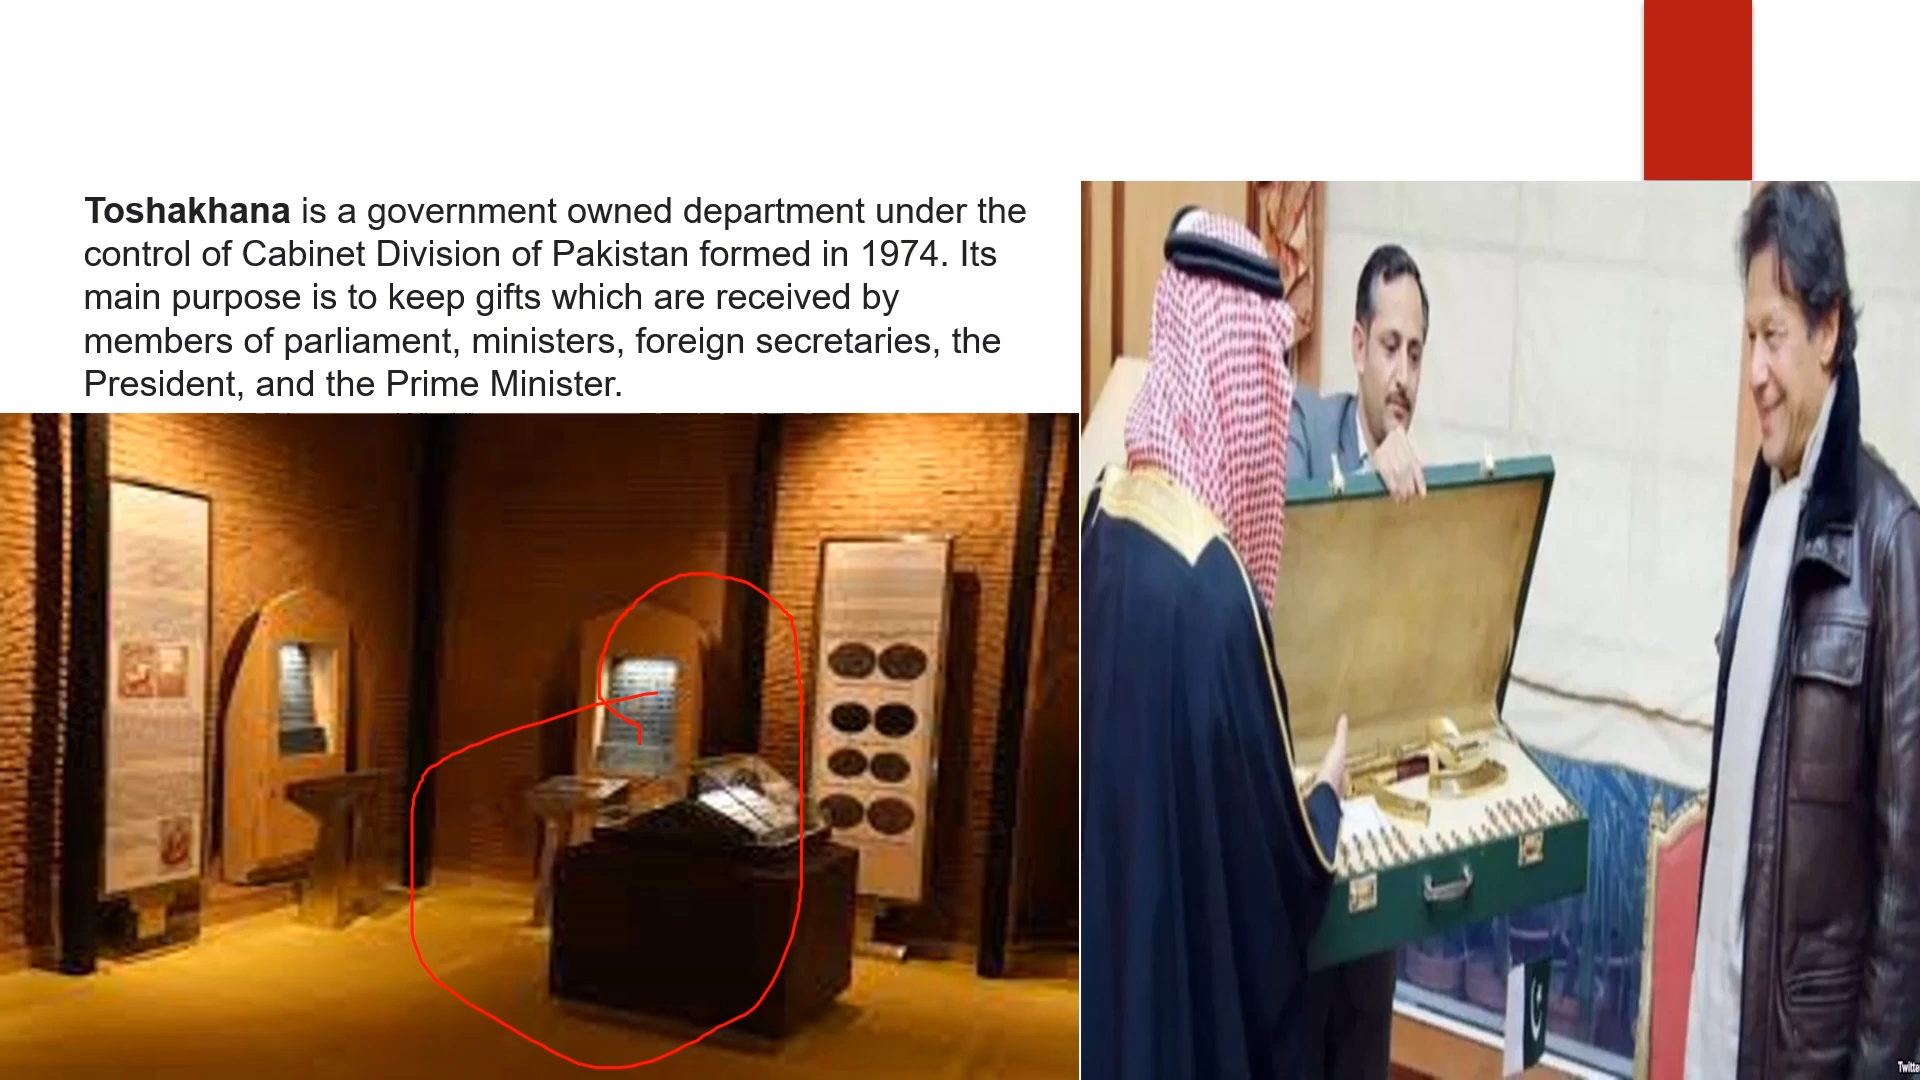 Toshakhana is a government owned department under the
control of Cabinet Division of Pakistan formed in 1974. Its
main purpose is to keep gifts which are received by
members of parliament, ministers, foreign secretaries, the
President, and the Prime Minister.